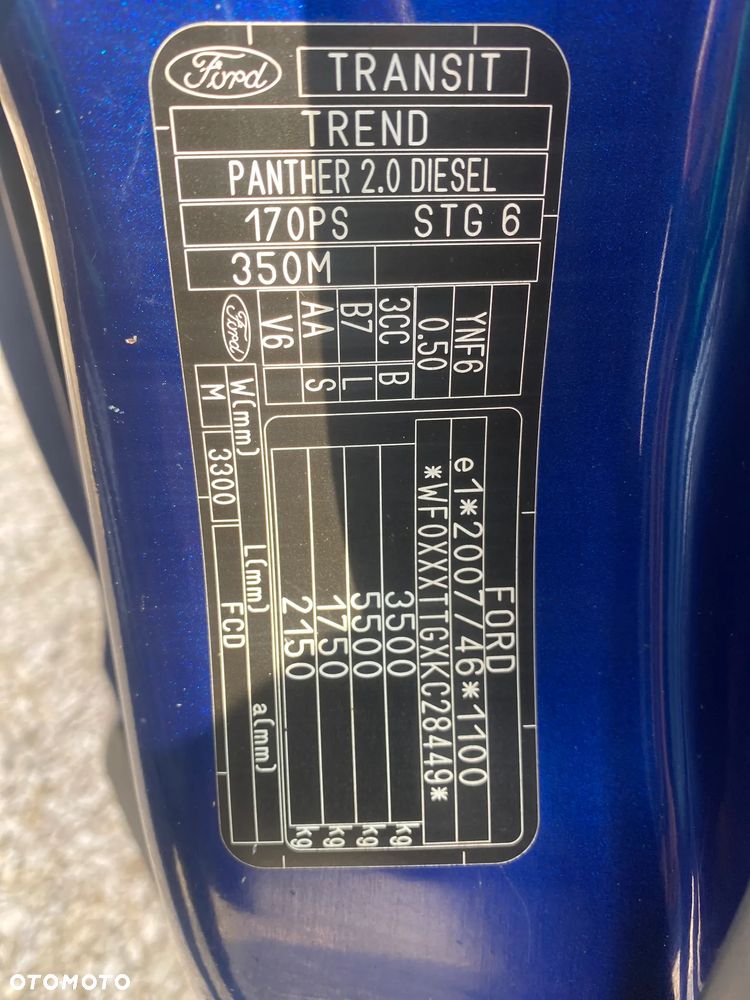 Ford TRANSIT
TREND
PANTHER 2.0 DIESEL
170PS STG 6
350M
YNF6
0.50
3CC B
B7 L
AA S
V6
Ford
FORD
e1*2007/46*1100
*WF0XXXTTGXKC28449*
3500 kg
5500 kg
1750 kg
2150 kg
W(mm) L(mm) a(mm)
M 3300 FCD
OTOMOTO